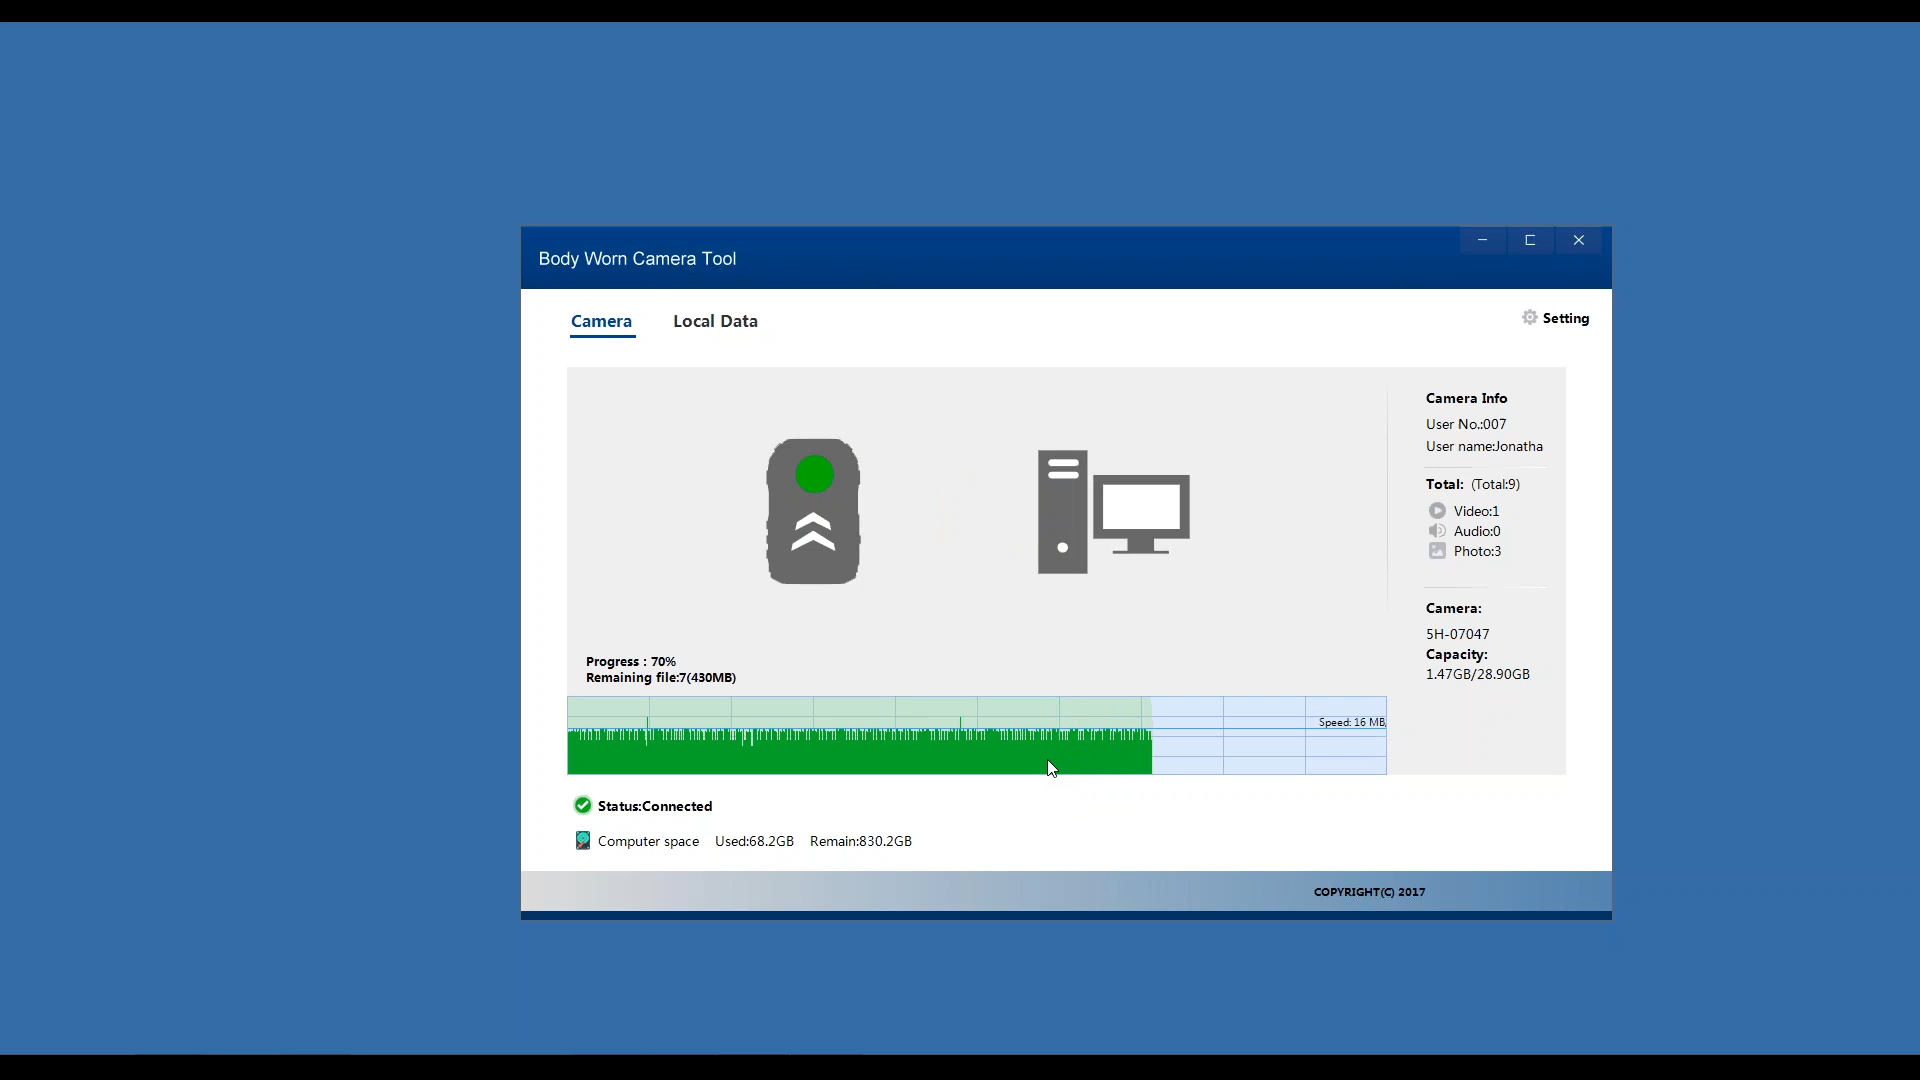 Body Worn Camera Tool
Camera
Local Data
Setting
Camera Info
User No.:007
User name:Jonatha
Total: (Total:9)
Video:1
Audio:0
Photo:3
Camera:
5H-07047
Capacity:
1.47GB/28.90GB
Progress : 70%
Remaining file:7(430MB)
Speed: 16 MB,
Status:Connected
Computer space Used:68.2GB Remain:830.2GB
COPYRIGHT(C) 2017